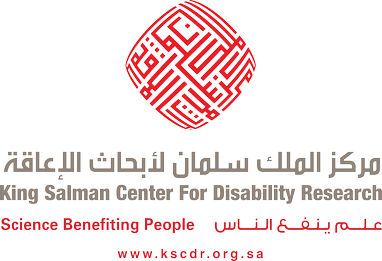 مركز الملك سلمان لأبحاث الإعاقة
King Salman Center For Disability Research
Science Benefiting People علم ينفع الناس
www.kscdr.org.sa